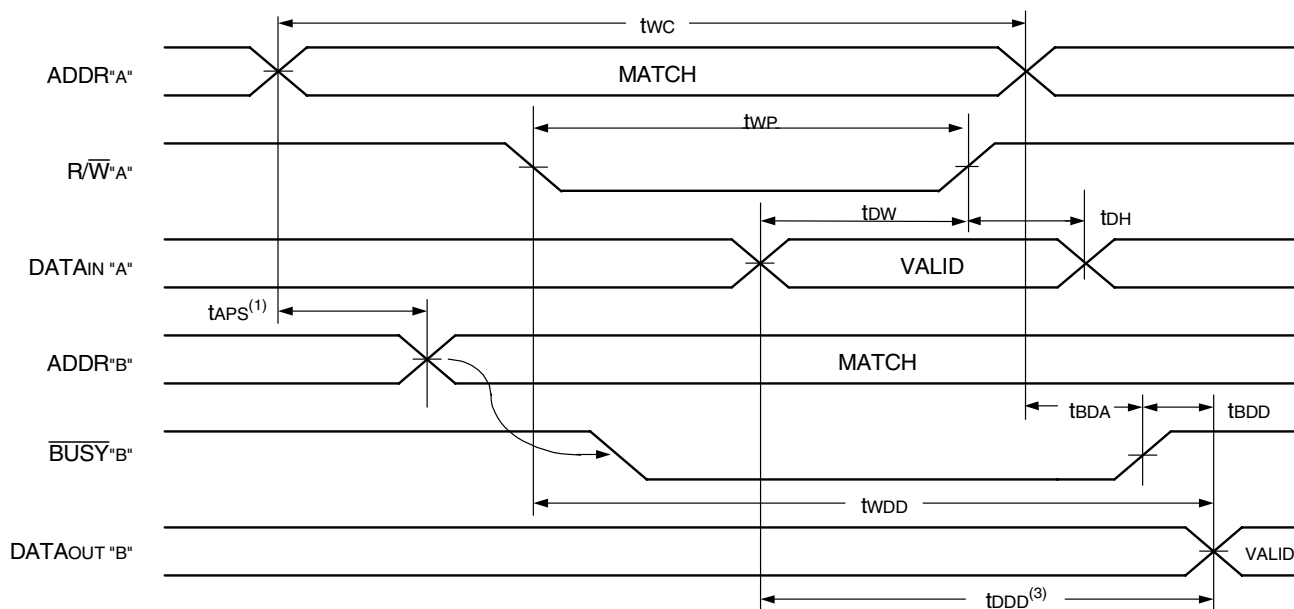 tWC
ADDR"A" MATCH
tWP
R/W"A"
tDW tDH
DATAIN "A" VALID
tAPS(1)
ADDR"B" MATCH
tBDA tBDD
BUSY"B"
tWDD
DATAOUT "B" VALID
tDDD(3)